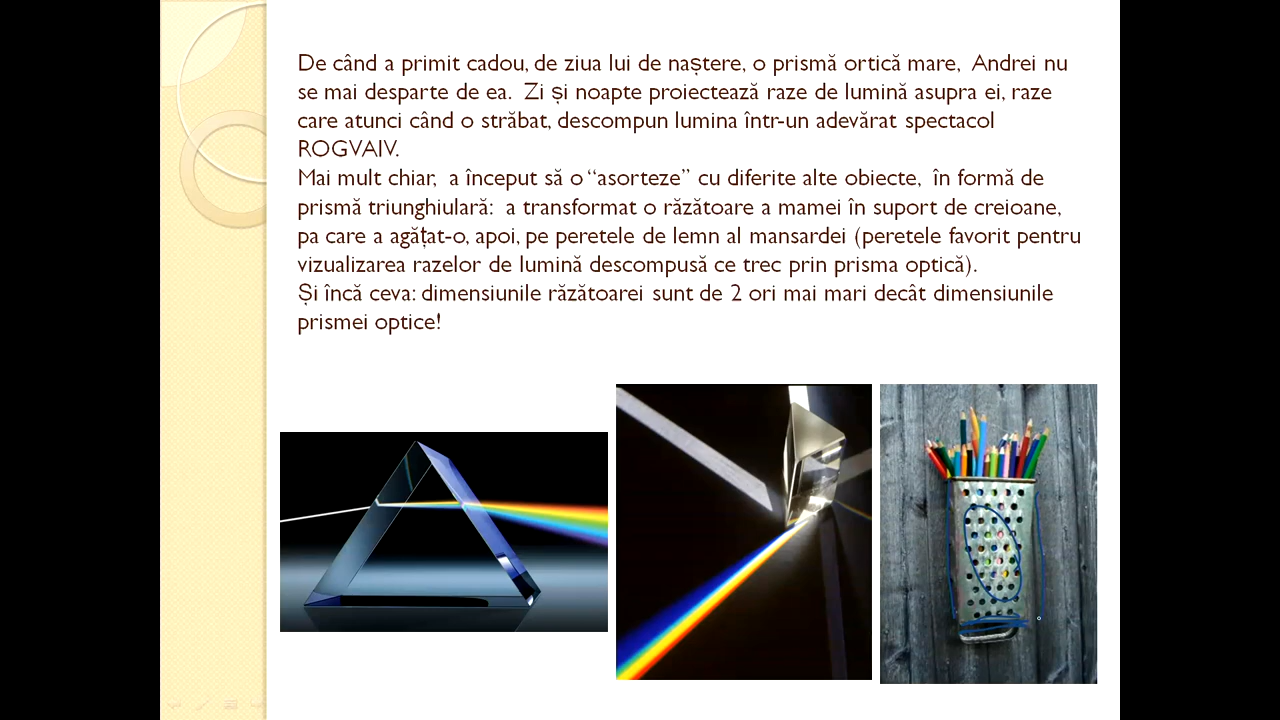 De când a primit cadou, de ziua lui de naștere, o prismă ortică mare,  Andrei nu
se mai desparte de ea.  Zi și noapte proiectează raze de lumină asupra ei, raze
care atunci când o străbat, descompun lumina într-un adevărat spectacol
ROGVAIV.
Mai mult chiar,  a început să o “asorteze” cu diferite alte obiecte,  în formă de
prismă triunghiulară:  a transformat o răzătoare a mamei în suport de creioane,
pa care a agățat-o, apoi, pe peretele de lemn al mansardei (peretele favorit pentru
vizualizarea razelor de lumină descompusă ce trec prin prisma optică).
Și încă ceva: dimensiunile răzătoarei sunt de 2 ori mai mari decât dimensiunile
prismei optice!